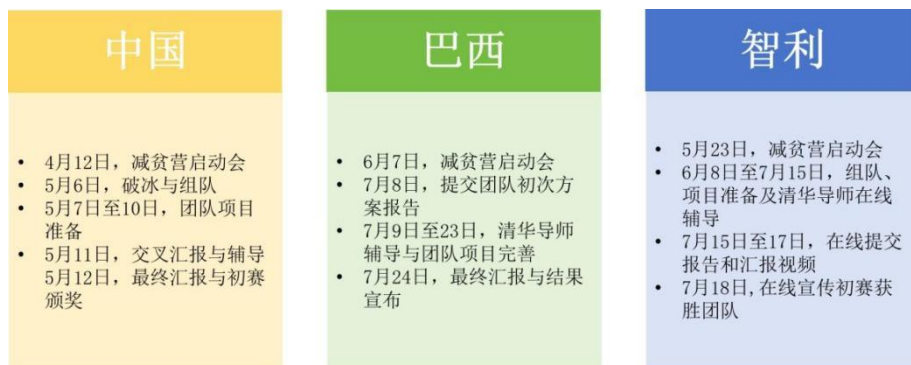 中国
• 4月12日，减贫营启动会
• 5月6日，破冰与组队
• 5月7日至10日，团队项目
准备
• 5月11日，交叉汇报与辅导
5月12日，最终汇报与初赛
颁奖
巴西
• 6月7日，减贫营启动会
• 7月8日，提交团队初次方
案报告
• 7月9日至23日，清华导师
辅导与团队项目完善
• 7月24日，最终汇报与结果
宣布
智利
• 5月23日，减贫营启动会
• 6月8日至7月15日，组队、
项目准备及清华导师在线
辅导
• 7月15日至17日，在线提交
报告和汇报视频
• 7月18日,在线宣传初赛获
胜团队